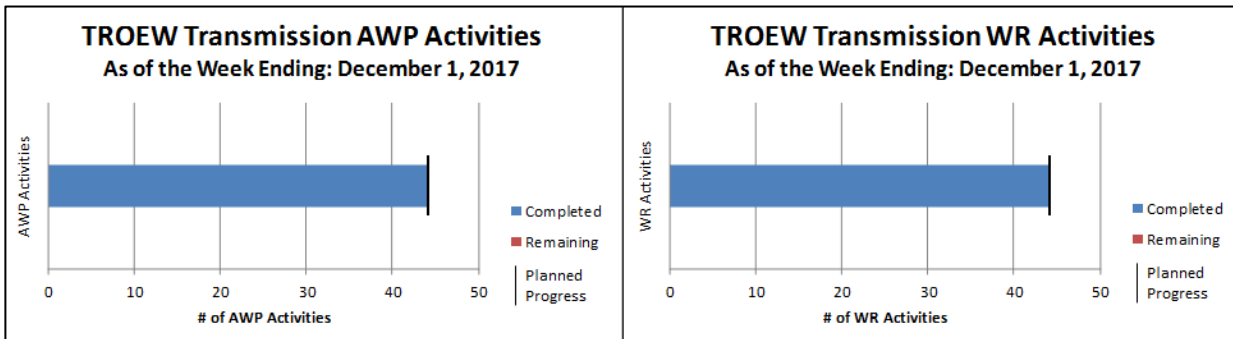 TROEW Transmission AWP Activities
As of the Week Ending: December 1, 2017
AWP Activities
Completed
Remaining
Planned
Progress
0 10 20 30 40 50
# of AWP Activities
TROEW Transmission WR Activities
As of the Week Ending: December 1, 2017
WR Activities
Completed
Remaining
Planned
Progress
0 10 20 30 40 50
# of WR Activities